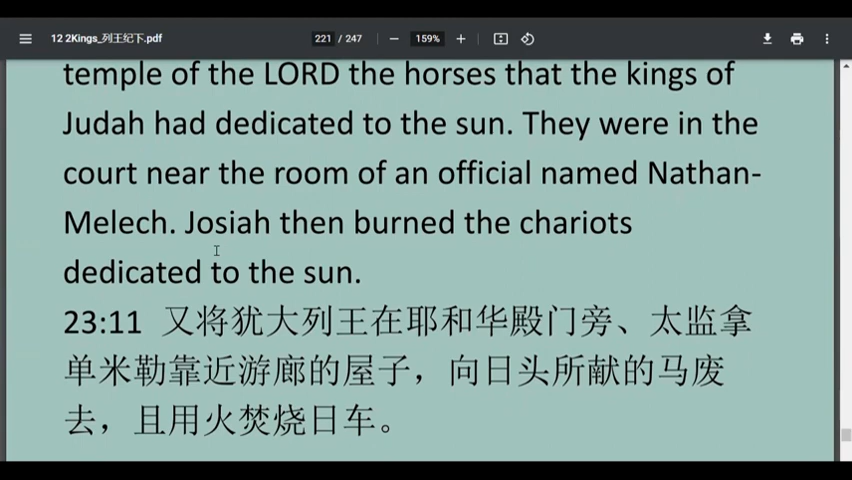 12 2Kings_列王纪下.pdf
221 / 247
159%
temple of the LORD the horses that the kings of
Judah had dedicated to the sun. They were in the
court near the room of an official named Nathan-
Melech. Josiah then burned the chariots
dedicated to the sun.
23:11 又将犹大列王在耶和华殿门旁、太监拿
单米勒靠近游廊的屋子，向日头所献的马废
去，且用火焚烧日车。